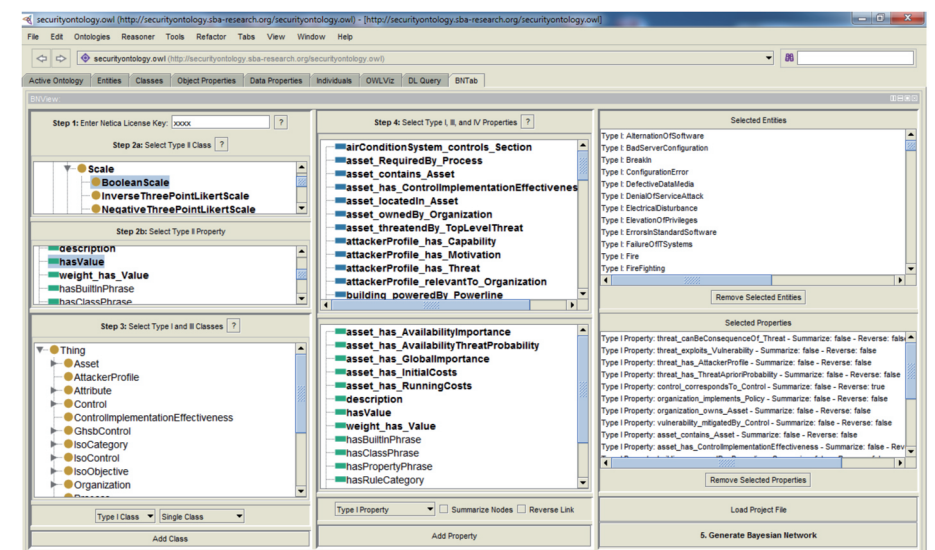 securityontology.owl (http://securityontology.sba-research.org/securityontology.owl) - [http://securityontology.sba-research.org/securityontology.owl]
File Edit Ontologies Reasoner Tools Refactor Tabs View Window Help
securityontology.owl (http://securityontology.sba-research.org/securityontology.owl)
Active Ontology Entities Classes Object Properties Data Properties Individuals OWLViz DL Query BNTab
BNView:
Step 1: Enter Netica License Key: xxxx ?
Step 2a: Select Type II Class ?
Scale
BooleanScale
InverseThreePointLikertScale
NegativeThreePointLikertScale
Step 2b: Select Type II Property
description
hasValue
weight_has_Value
hasBuiltInPhrase
hasClassPhrase
Step 3: Select Type I and III Classes ?
Thing
Asset
AttackerProfile
Attribute
Control
ControlImplementationEffectiveness
GhsbControl
IsoCategory
IsoControl
IsoObjective
Organization
Type I Class Single Class
Add Class
Step 4: Select Type I, III, and IV Properties ?
airConditionSystem_controls_Section
asset_RequiredBy_Process
asset_contains_Asset
asset_has_ControlImplementationEffectivenes
asset_locatedIn_Asset
asset_ownedBy_Organization
asset_threatendBy_TopLevelThreat
attackerProfile_has_Capability
attackerProfile_has_Motivation
attackerProfile_has_Threat
attackerProfile_relevantTo_Organization
building_poweredBy_Powerline
asset_has_AvailabilityImportance
asset_has_AvailabilityThreatProbability
asset_has_GlobalImportance
asset_has_InitialCosts
asset_has_RunningCosts
description
hasValue
weight_has_Value
hasBuiltInPhrase
hasClassPhrase
hasPropertyPhrase
hasRuleCategory
Type I Property Summarize Nodes Reverse Link
Add Property
Selected Entities
Type I: AlternationOfSoftware
Type I: BadServerConfiguration
Type I: BreakIn
Type I: ConfigurationError
Type I: DefectiveDataMedia
Type I: DenialOfServiceAttack
Type I: ElectricalDisturbance
Type I: ElevationOfPrivileges
Type I: ErrorsInStandardSoftware
Type I: FailureOfITSystems
Type I: Fire
Type I: FireFighting
Remove Selected Entities
Selected Properties
Type I Property: threat_canBeConsequenceOf_Threat - Summarize: false - Reverse: false
Type I Property: threat_exploits_Vulnerability - Summarize: false - Reverse: false
Type I Property: threat_has_AttackerProfile - Summarize: false - Reverse: false
Type I Property: threat_has_ThreatAprioriProbability - Summarize: false - Reverse: false
Type I Property: control_correspondsTo_Control - Summarize: false - Reverse: true
Type I Property: organization_implements_Policy - Summarize: false - Reverse: false
Type I Property: organization_owns_Asset - Summarize: false - Reverse: false
Type I Property: vulnerability_mitigatedBy_Control - Summarize: false - Reverse: false
Type I Property: asset_contains_Asset - Summarize: false - Reverse: false
Type I Property: asset_has_ControlImplementationEffectiveness - Summarize: false - Rev
Remove Selected Properties
Load Project File
5. Generate Bayesian Network